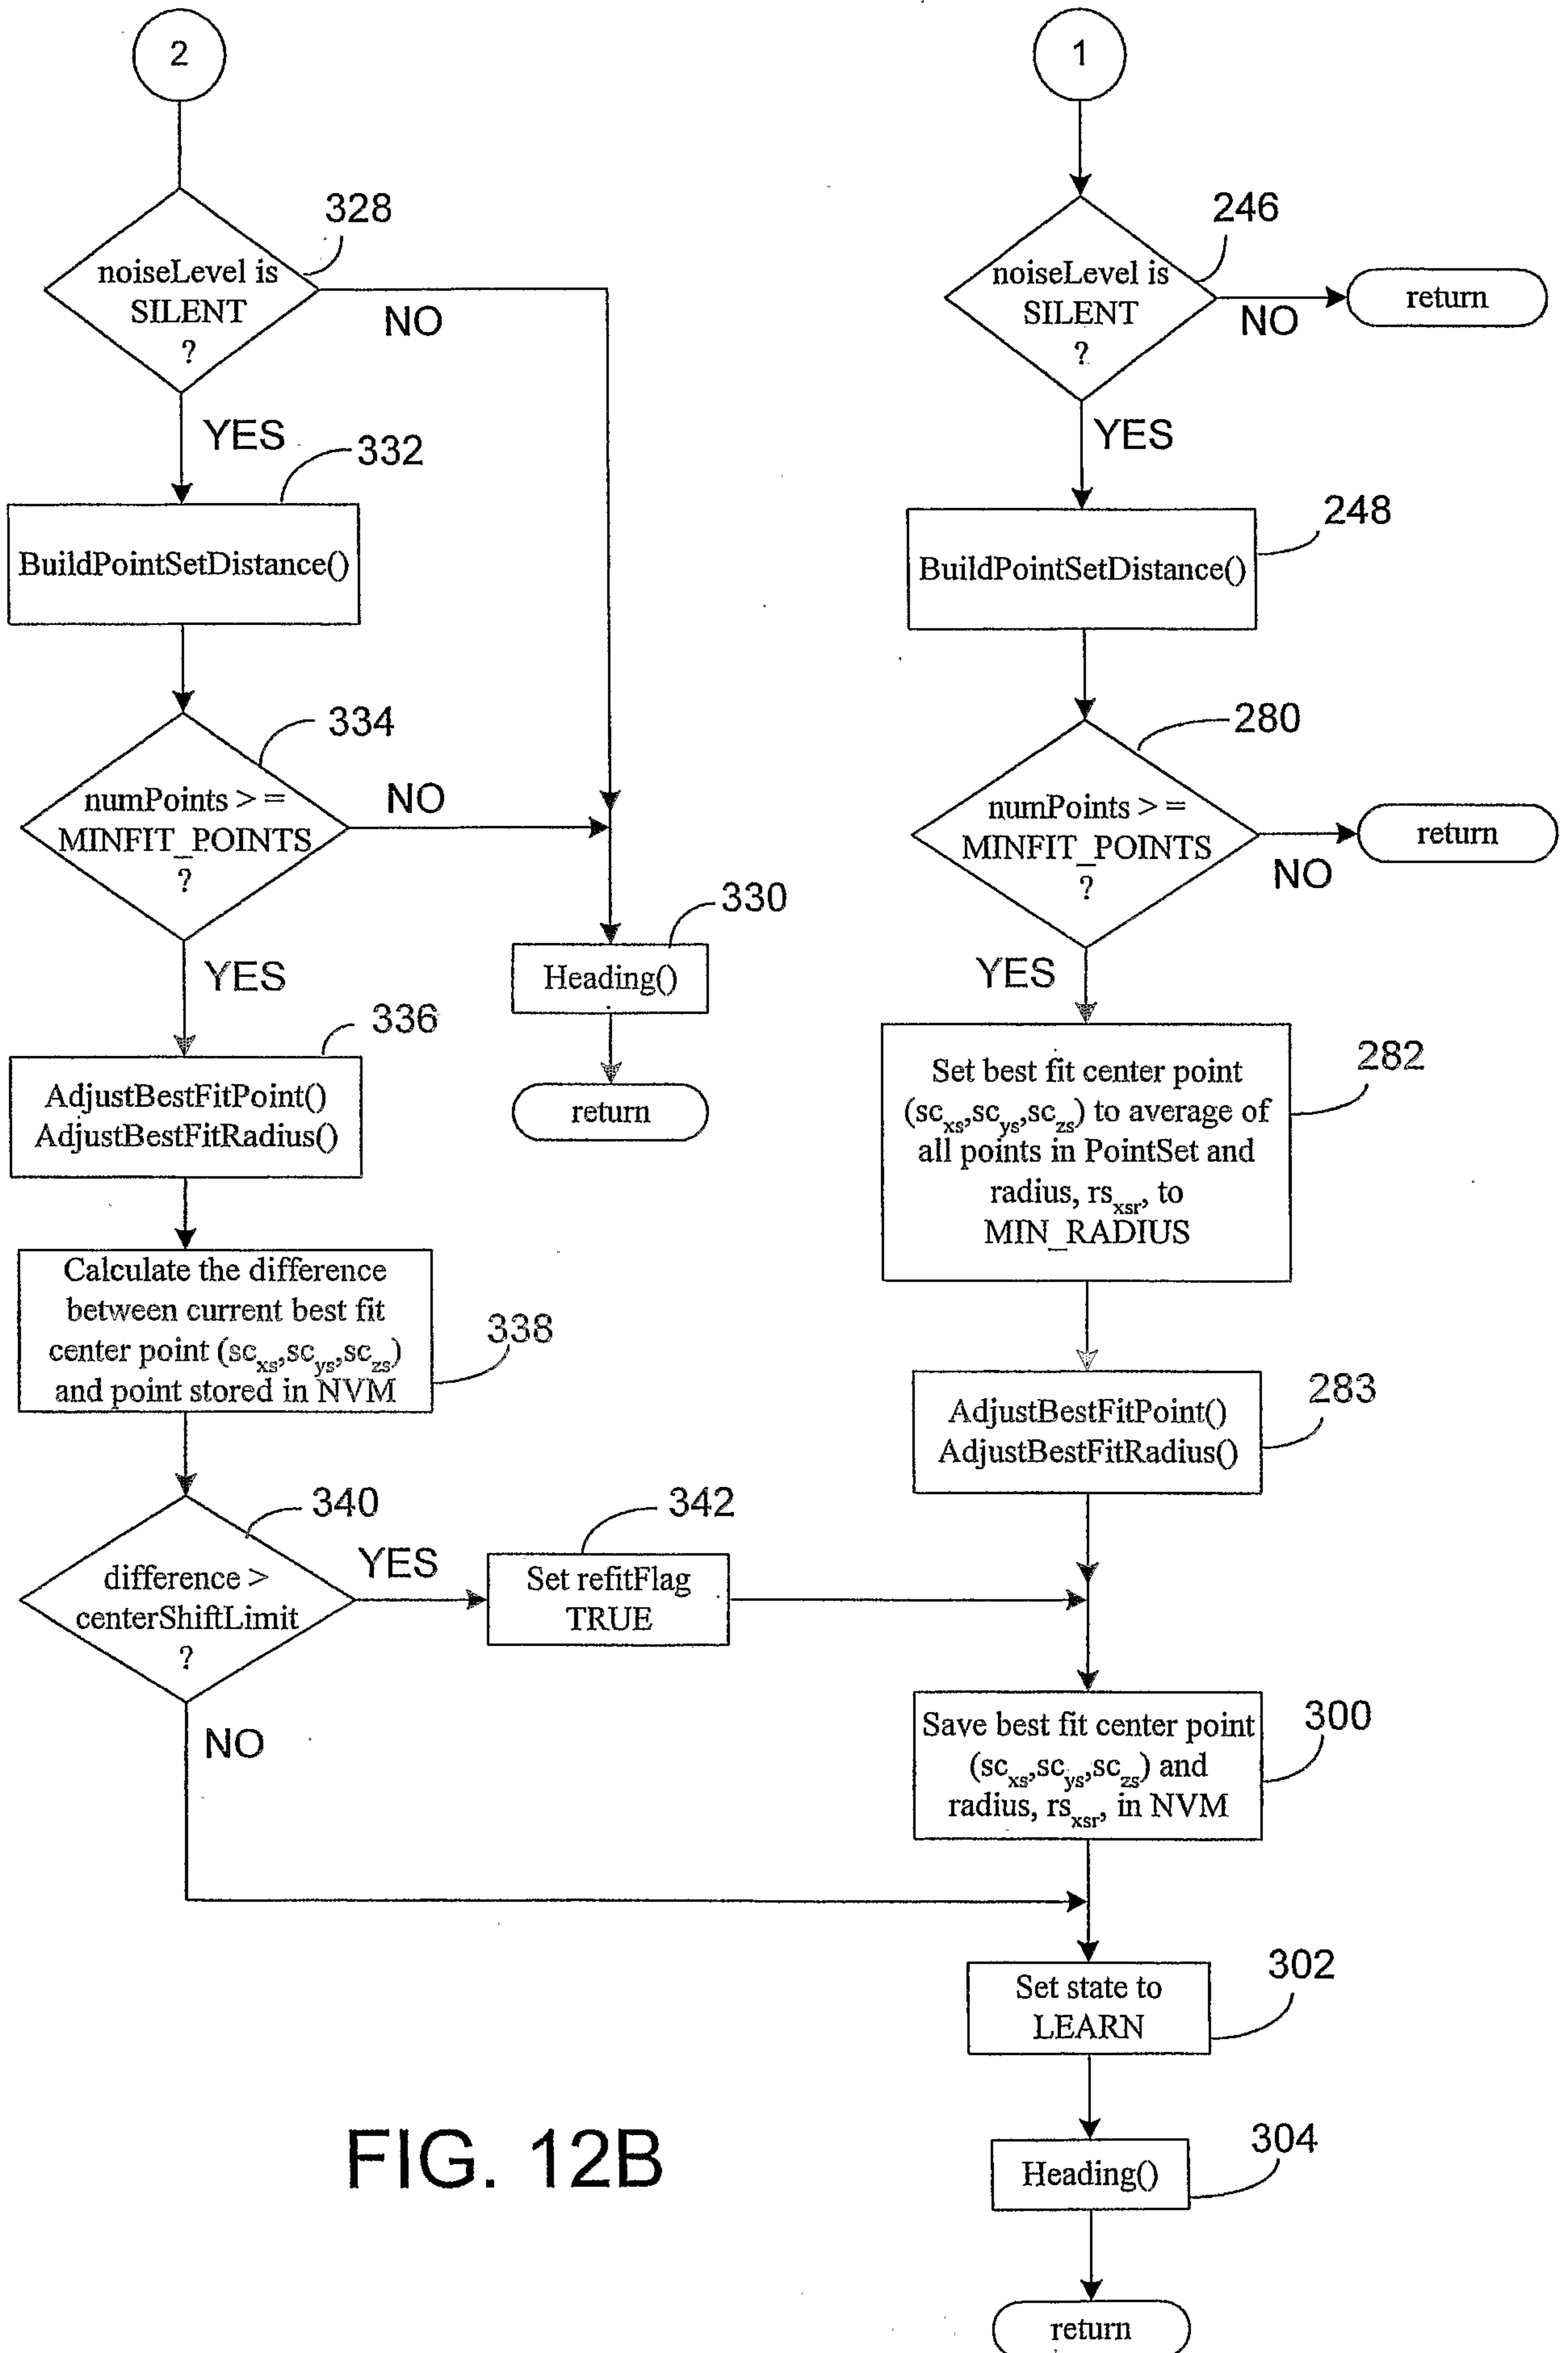 2
328
noiseLevel is
SILENT
?
NO
YES
332
BuildPointSetDistance()
334
numPoints > =
MINFIT_POINTS
?
NO
YES
330
Heading()
return
336
AdjustBestFitPoint()
AdjustBestFitRadius()
Calculate the difference
between current best fit
center point (sc_xs,sc_ys,sc_zs)
and point stored in NVM
338
340
difference >
centerShiftLimit
?
YES
NO
342
Set refitFlag
TRUE
1
246
noiseLevel is
SILENT
?
NO
return
YES
248
BuildPointSetDistance()
280
numPoints > =
MINFIT_POINTS
?
NO
return
YES
282
Set best fit center point
(sc_xs,sc_ys,sc_zs) to average of
all points in PointSet and
radius, rs_xsr, to
MIN_RADIUS
283
AdjustBestFitPoint()
AdjustBestFitRadius()
300
Save best fit center point
(sc_xs,sc_ys,sc_zs) and
radius, rs_xsr, in NVM
302
Set state to
LEARN
304
Heading()
return
FIG. 12B